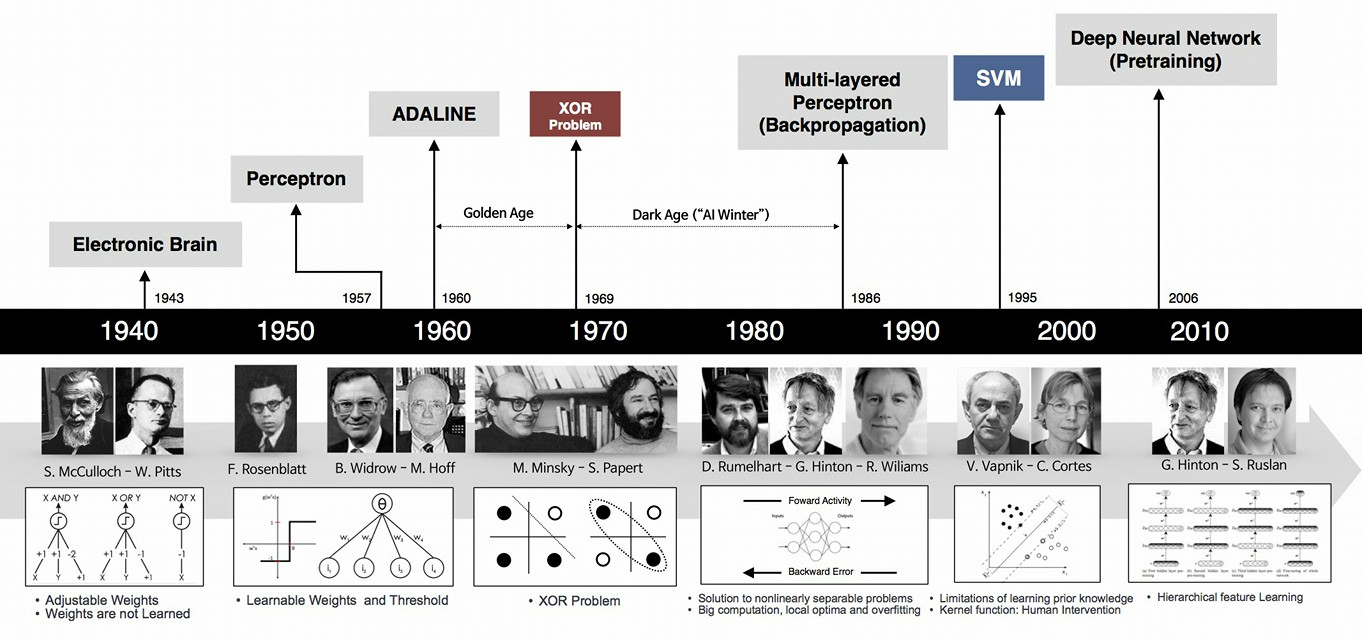 Deep Neural Network
(Pretraining)
Multi-layered
Perceptron
(Backpropagation)
SVM
ADALINE
XOR
Problem
Perceptron
Golden Age
Dark Age (“AI Winter”)
Electronic Brain
1943
1957
1960
1969
1986
1995
2006
1940 1950 1960 1970 1980 1990 2000 2010
S. McCulloch – W. Pitts
F. Rosenblatt
B. Widrow – M. Hoff
M. Minsky – S. Papert
D. Rumelhart – G. Hinton – R. Wiliams
V. Vapnik – C. Cortes
G. Hinton – S. Ruslan
X AND Y
X OR Y
NOT X
+1 +1 -2
+1 +1 -1
-1
X Y +1
X Y +1
X
1
-1
θ
W₃ W₄
Foward Activity
Inputs
Outputs
Backward Error
• Adjustable Weights
• Weights are not Learned
• Learnable Weights and Threshold
• XOR Problem
• Solution to nonlinearly separable problems
• Big computation, local optima and overfitting
• Limitations of learning prior knowledge
• Kernel function: Human Intervention
• Hierarchical feature Learning